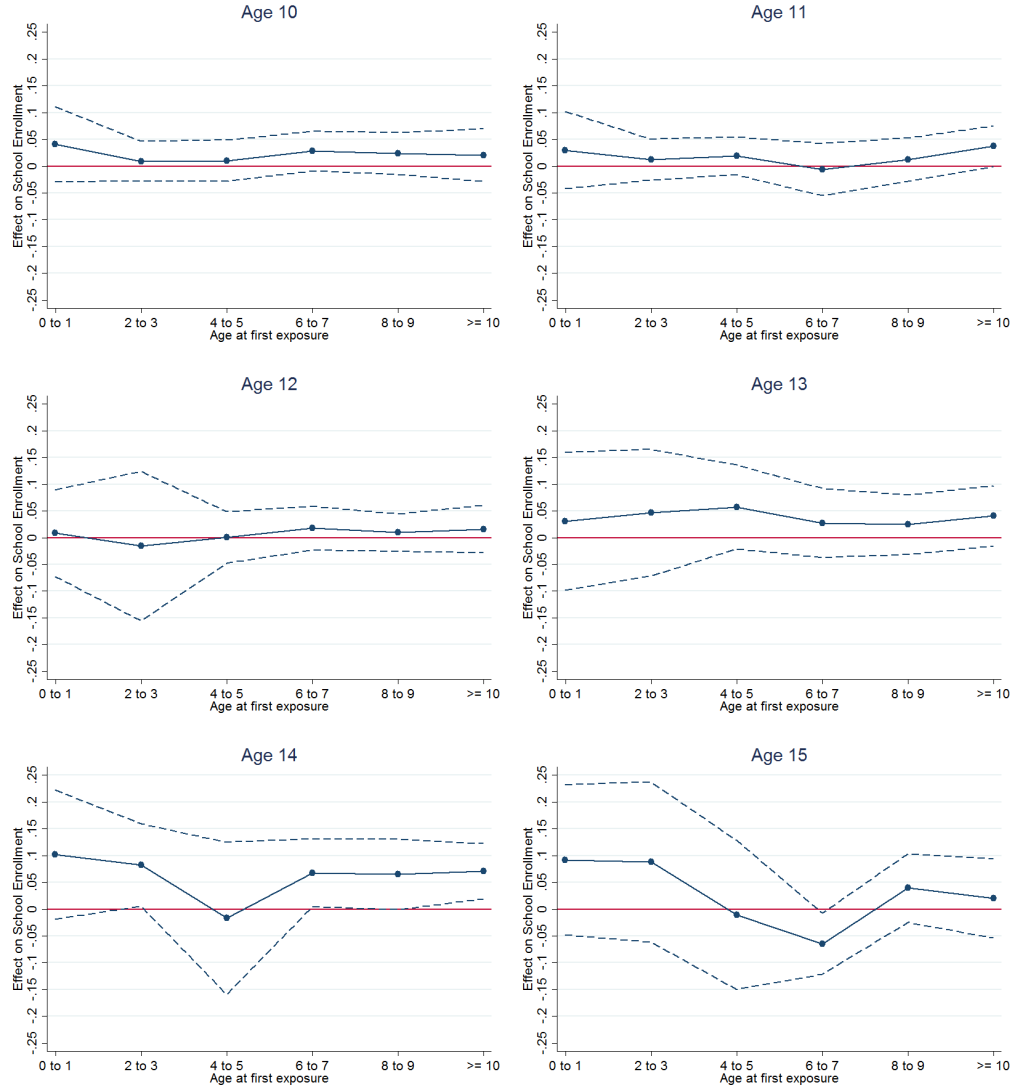 Age 10
Effect on School Enrollment
.25
.2
.15
.1
.05
0
-.05
-.1
-.15
-.2
-.25
0 to 1 2 to 3 4 to 5 6 to 7 8 to 9 >= 10
Age at first exposure
Age 11
Effect on School Enrollment
.25
.2
.15
.1
.05
0
-.05
-.1
-.15
-.2
-.25
0 to 1 2 to 3 4 to 5 6 to 7 8 to 9 >= 10
Age at first exposure
Age 12
Effect on School Enrollment
.25
.2
.15
.1
.05
0
-.05
-.1
-.15
-.2
-.25
0 to 1 2 to 3 4 to 5 6 to 7 8 to 9 >= 10
Age at first exposure
Age 13
Effect on School Enrollment
.25
.2
.15
.1
.05
0
-.05
-.1
-.15
-.2
-.25
0 to 1 2 to 3 4 to 5 6 to 7 8 to 9 >= 10
Age at first exposure
Age 14
Effect on School Enrollment
.25
.2
.15
.1
.05
0
-.05
-.1
-.15
-.2
-.25
0 to 1 2 to 3 4 to 5 6 to 7 8 to 9 >= 10
Age at first exposure
Age 15
Effect on School Enrollment
.25
.2
.15
.1
.05
0
-.05
-.1
-.15
-.2
-.25
0 to 1 2 to 3 4 to 5 6 to 7 8 to 9 >= 10
Age at first exposure